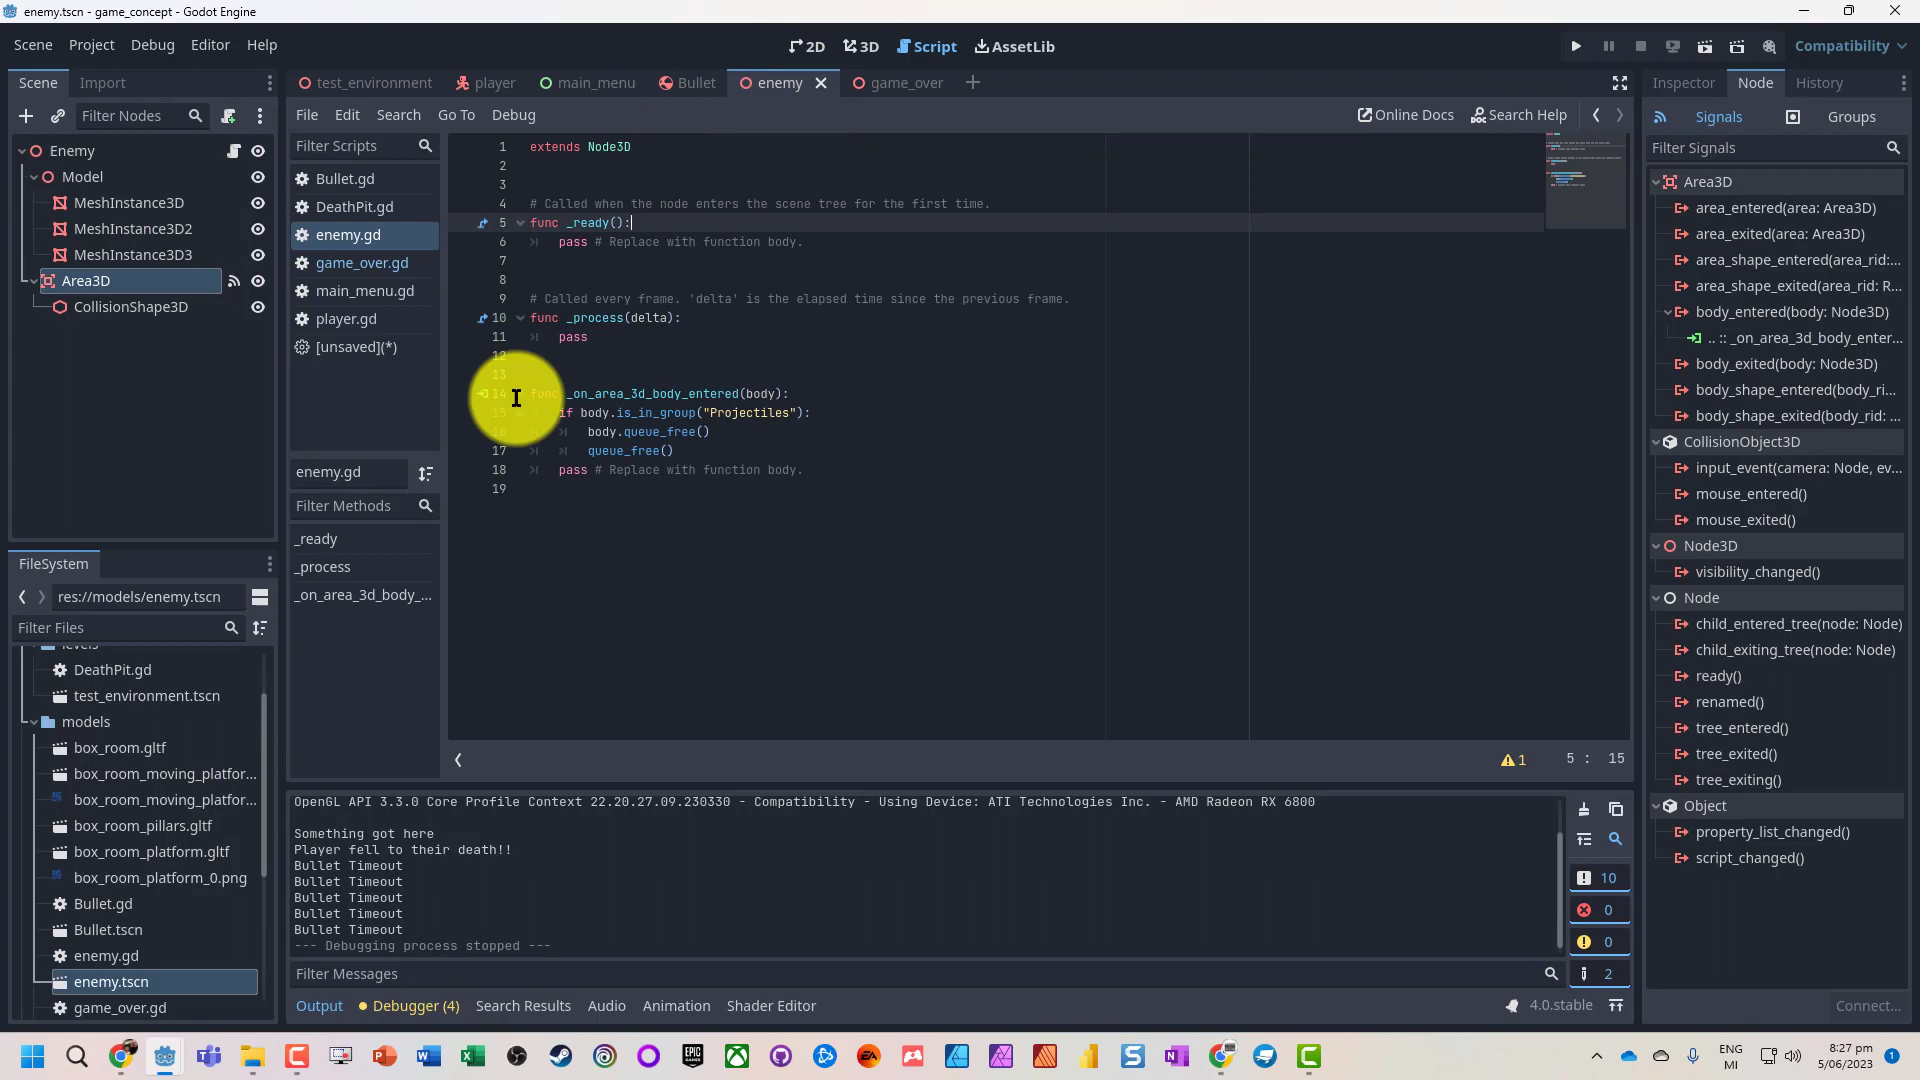 enemy.tscn - game_concept - Godot Engine
Scene Project Debug Editor Help
2D 3D Script AssetLib
Compatibility
Scene Import
test_environment player main_menu Bullet enemy game_over
Inspector Node History
Filter Nodes
File Edit Search Go To Debug
Online Docs Search Help
Signals Groups
Enemy
Model
MeshInstance3D
MeshInstance3D2
MeshInstance3D3
Area3D
CollisionShape3D
Filter Scripts
Bullet.gd
DeathPit.gd
enemy.gd
game_over.gd
main_menu.gd
player.gd
[unsaved](*)
enemy.gd
Filter Methods
_ready
_process
_on_area_3d_body_...
1 extends Node3D
2
3
4 # Called when the node enters the scene tree for the first time.
5 func _ready():
6 pass # Replace with function body.
7
8
9 # Called every frame. 'delta' is the elapsed time since the previous frame.
10 func _process(delta):
11 pass
12
13
14 func _on_area_3d_body_entered(body):
15 if body.is_in_group("Projectiles"):
16 body.queue_free()
17 queue_free()
18 pass # Replace with function body.
19
1 5 : 15
Filter Signals
Area3D
area_entered(area: Area3D)
area_exited(area: Area3D)
area_shape_entered(area_rid:...
area_shape_exited(area_rid: R...
body_entered(body: Node3D)
.. :: _on_area_3d_body_enter...
body_exited(body: Node3D)
body_shape_entered(body_ri...
body_shape_exited(body_rid: ...
CollisionObject3D
input_event(camera: Node, ev...
mouse_entered()
mouse_exited()
Node3D
visibility_changed()
Node
child_entered_tree(node: Node)
child_exiting_tree(node: Node)
ready()
renamed()
tree_entered()
tree_exited()
tree_exiting()
Object
property_list_changed()
script_changed()
Connect...
FileSystem
res://models/enemy.tscn
Filter Files
levels
DeathPit.gd
test_environment.tscn
models
box_room.gltf
box_room_moving_platfor...
box_room_moving_platfor...
box_room_pillars.gltf
box_room_platform.gltf
box_room_platform_0.png
Bullet.gd
Bullet.tscn
enemy.gd
enemy.tscn
game_over.gd
OpenGL API 3.3.0 Core Profile Context 22.20.27.09.230330 - Compatibility - Using Device: ATI Technologies Inc. - AMD Radeon RX 6800
Something got here
Player fell to their death!!
Bullet Timeout
Bullet Timeout
Bullet Timeout
Bullet Timeout
Bullet Timeout
--- Debugging process stopped ---
10
0
0
2
Filter Messages
Output Debugger (4) Search Results Audio Animation Shader Editor
4.0.stable
ENG
MI
8:27 pm
5/06/2023
1